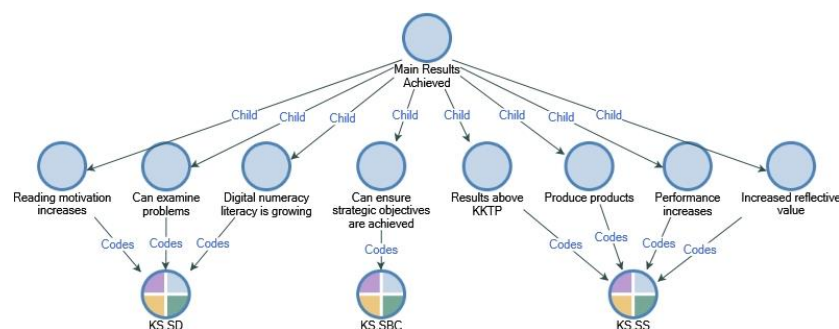 Main Results
Achieved
Child
Child
Child
Child
Child
Child
Child
Child
Reading motivation
increases
Can examine
problems
Digital numeracy
literacy is growing
Can ensure
strategic objectives
are achieved
Results above
KKTP
Produce products
Performance
increases
Increased reflective
value
Codes
Codes
Codes
Codes
Codes
Codes
Codes
Codes
KS.SD
KS.SBC
KS.SS